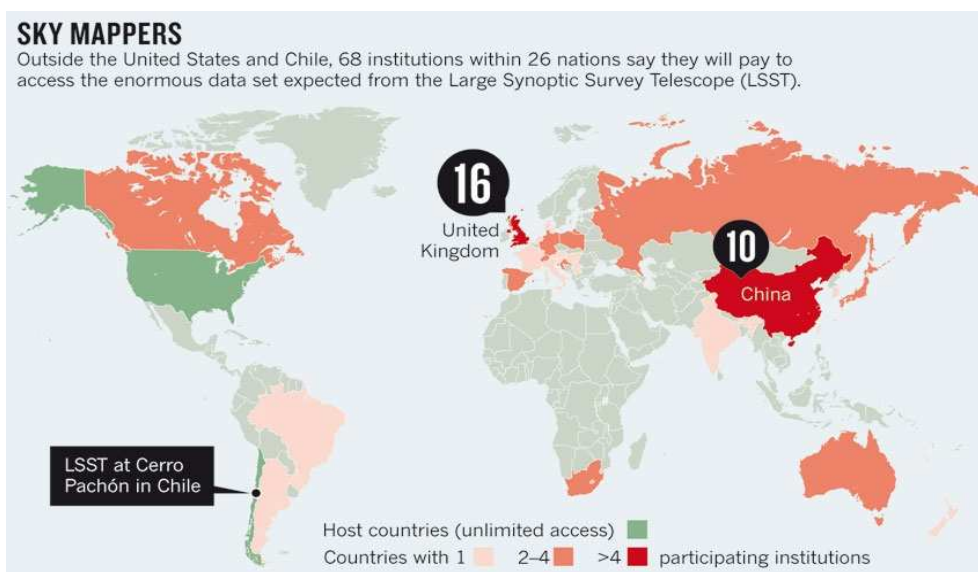 SKY MAPPERS
Outside the United States and Chile, 68 institutions within 26 nations say they will pay to
access the enormous data set expected from the Large Synoptic Survey Telescope (LSST).
16
United
Kingdom
10
China
LSST at Cerro
Pachón in Chile
Host countries (unlimited access)
Countries with 1 2–4 >4 participating institutions